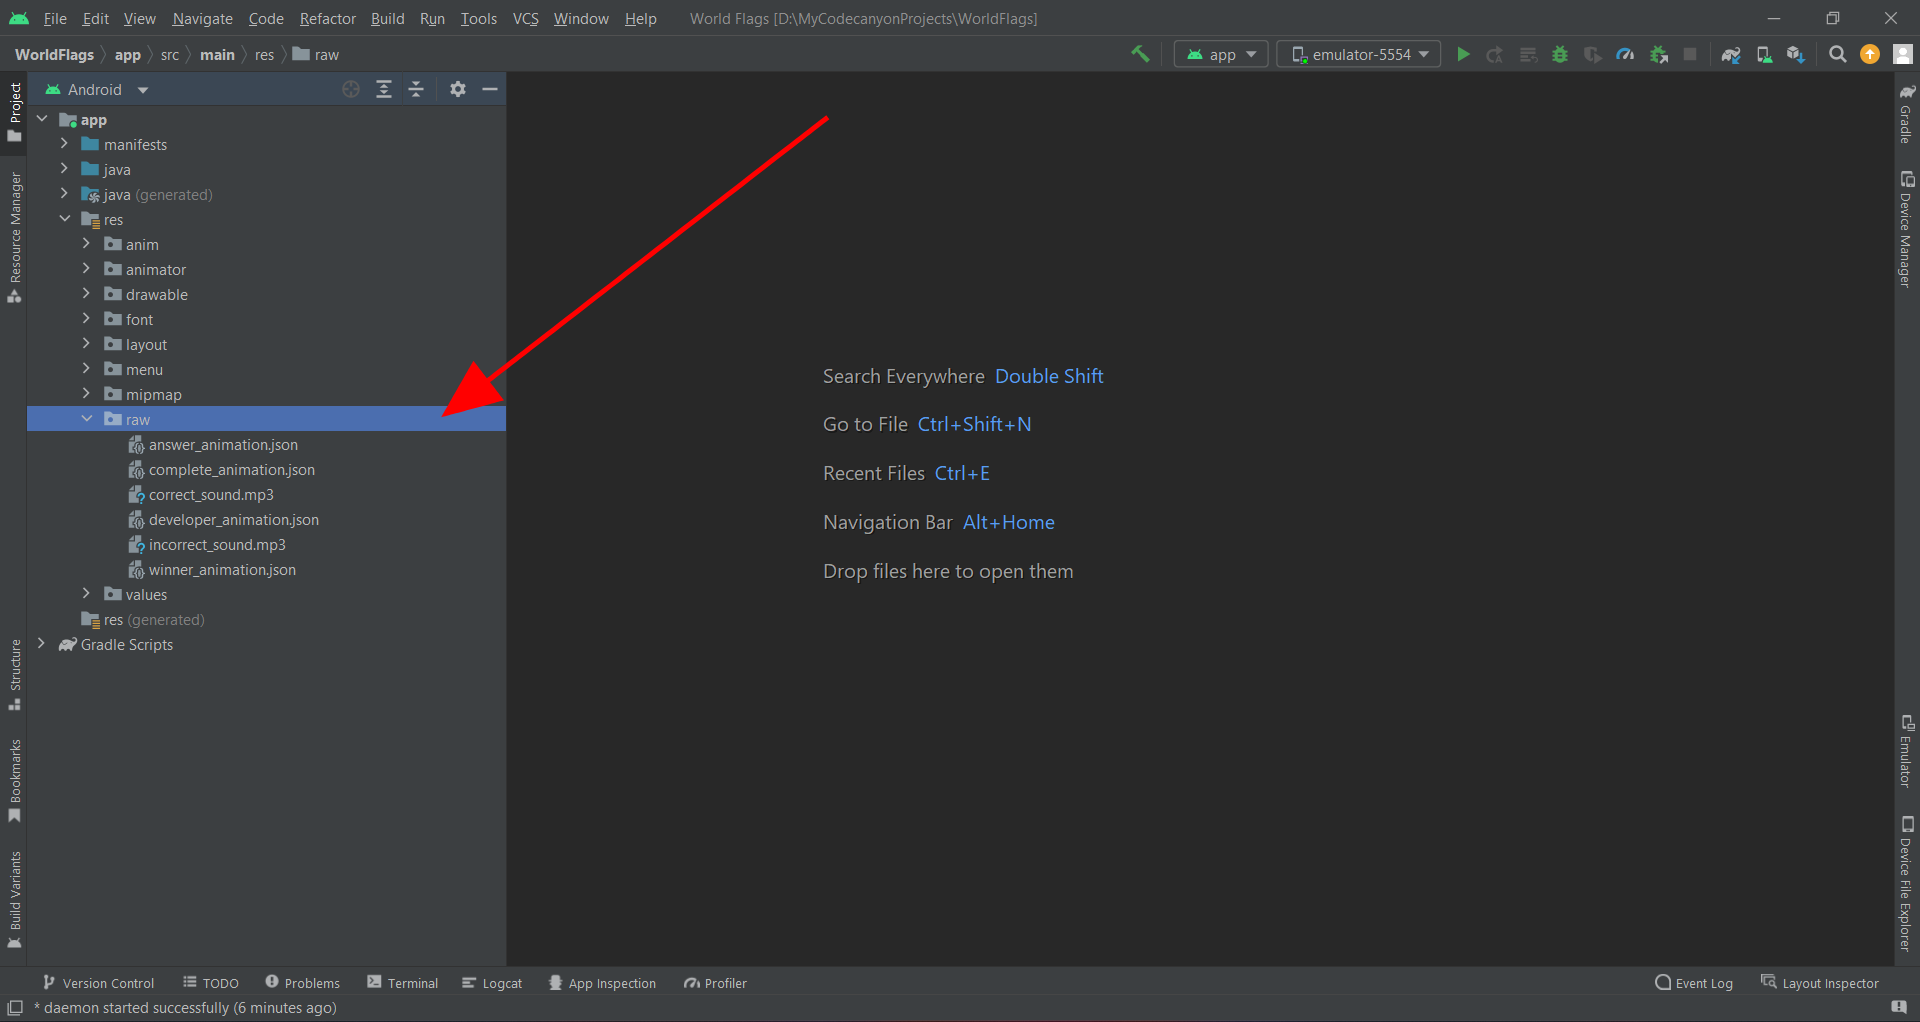 File Edit View Navigate Code Refactor Build Run Tools VCS Window Help World Flags [D:\MyCodecanyonProjects\WorldFlags]
WorldFlags app src main res raw app emulator-5554
Project
Resource Manager
Structure
Bookmarks
Build Variants
Android
app
manifests
java
java (generated)
res
anim
animator
drawable
font
layout
menu
mipmap
raw
answer_animation.json
complete_animation.json
correct_sound.mp3
developer_animation.json
incorrect_sound.mp3
winner_animation.json
values
res (generated)
Gradle Scripts
Search Everywhere Double Shift
Go to File Ctrl+Shift+N
Recent Files Ctrl+E
Navigation Bar Alt+Home
Drop files here to open them
Gradle
Device Manager
Emulator
Device File Explorer
Version Control TODO Problems Terminal Logcat App Inspection Profiler Event Log Layout Inspector
* daemon started successfully (6 minutes ago)